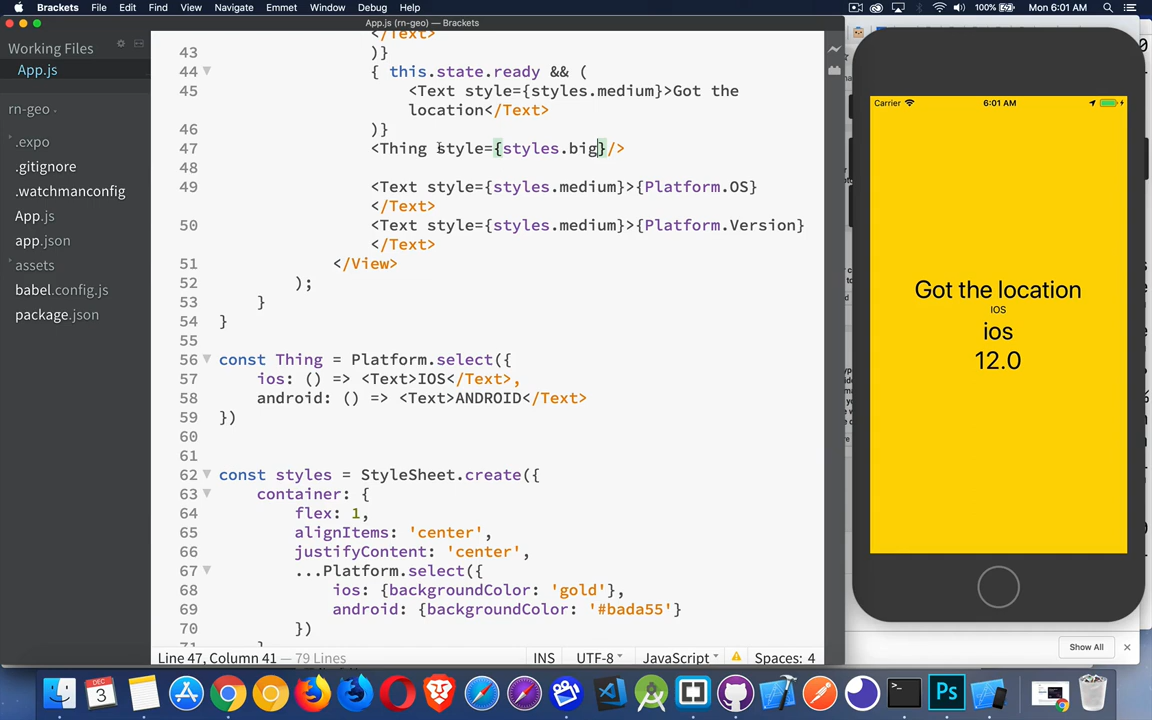 Brackets File Edit View Navigate Emmet Window Debug Help 100% Mon 6:01 AM
App.js (rn-geo) — Brackets
Working Files
App.js
rn-geo
.expo
.gitignore
.watchmanconfig
App.js
app.json
assets
babel.config.js
package.json
</Text>
43 )}
44 { this.state.ready && (
45 <Text style={styles.medium}>Got the
location</Text>
46 )}
47 <Thing style={styles.big}/>
48
49 <Text style={styles.medium}>{Platform.OS}
</Text>
50 <Text style={styles.medium}>{Platform.Version}
</Text>
51 </View>
52 );
53 }
54 }
55
56 const Thing = Platform.select({
57 ios: () => <Text>IOS</Text>,
58 android: () => <Text>ANDROID</Text>
59 })
60
61
62 const styles = StyleSheet.create({
63 container: {
64 flex: 1,
65 alignItems: 'center',
66 justifyContent: 'center',
67 ...Platform.select({
68 ios: {backgroundColor: 'gold'},
69 android: {backgroundColor: '#bada55'}
70 })
Line 47, Column 41 — 79 Lines
INS UTF-8 JavaScript Spaces: 4
Carrier 6:01 AM
Got the location
IOS
ios
12.0
Show All
DEC
3
Ps